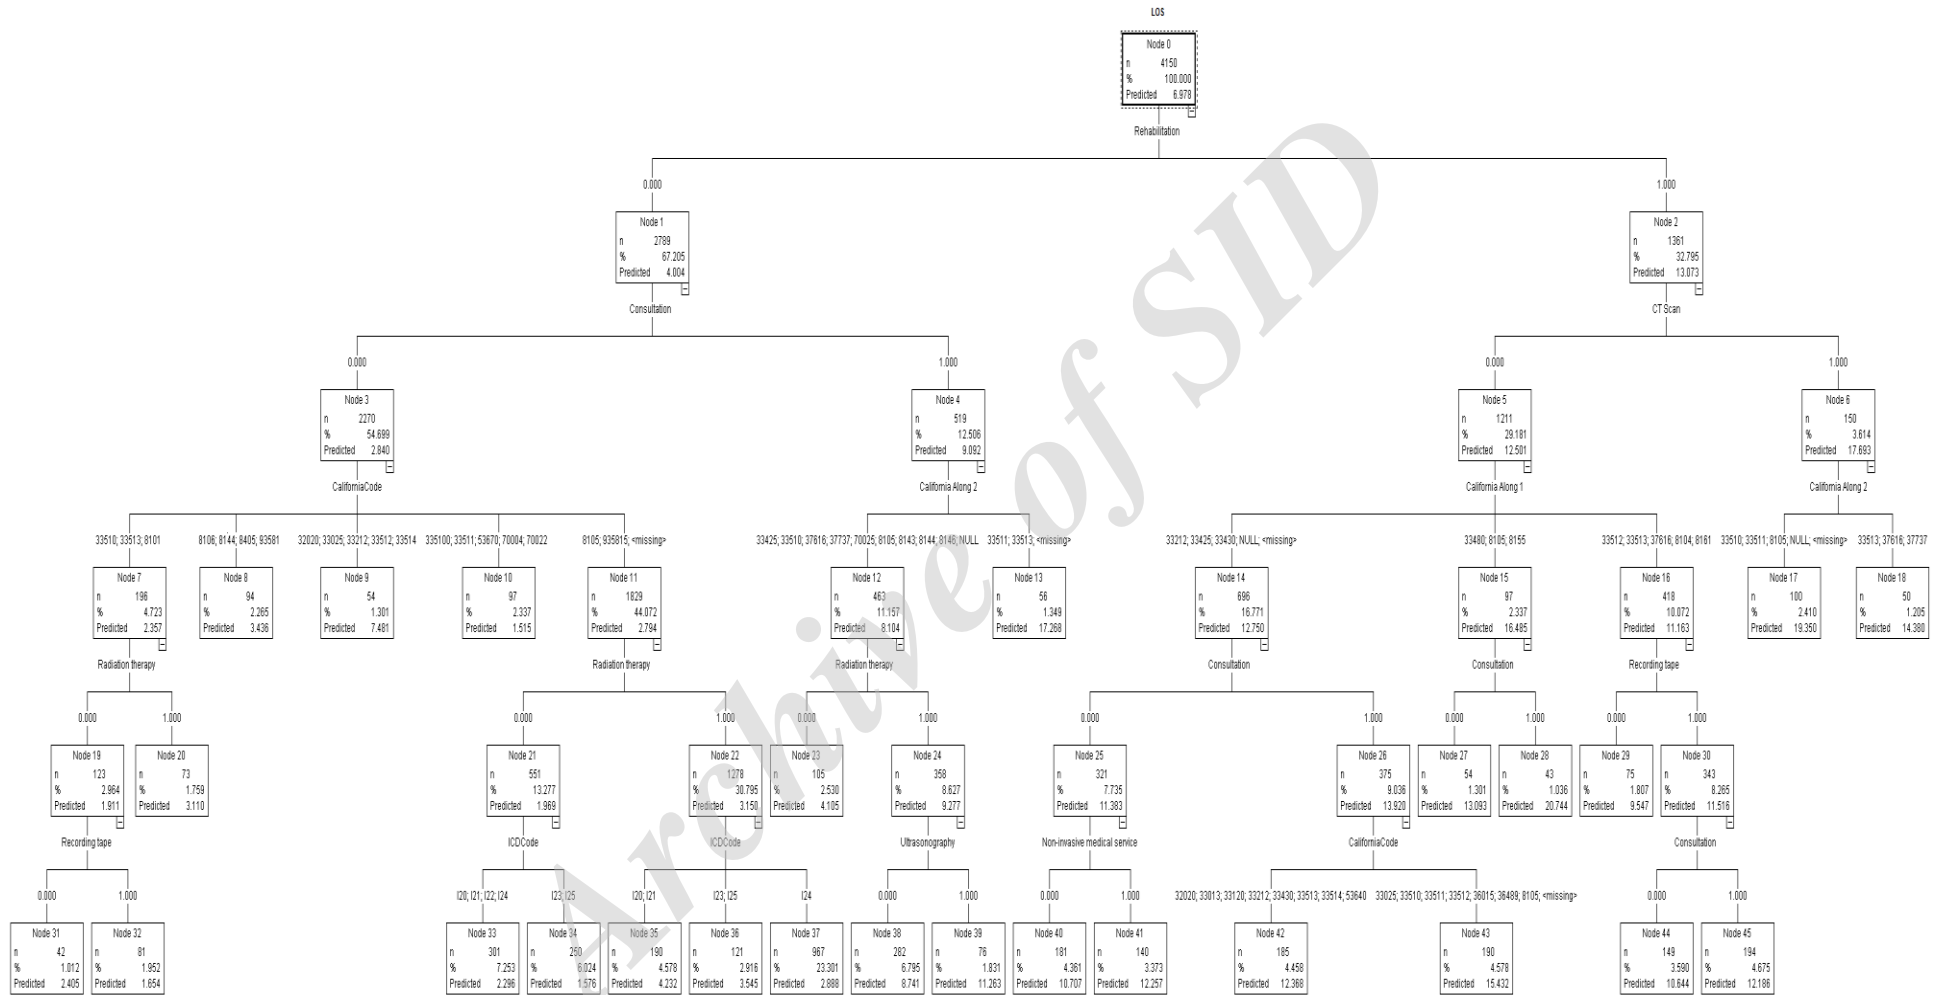 LOS
Node 0
n 4150
% 100.000
Predicted 6.978
Rehabilitation
0.000
1.000
Node 1
n 2789
% 67.205
Predicted 4.004
Node 2
n 1361
% 32.795
Predicted 13.073
Consultation
CT Scan
0.000
1.000
0.000
1.000
Node 3
n 2270
% 54.699
Predicted 2.840
Node 4
n 519
% 12.506
Predicted 9.092
Node 5
n 1211
% 29.181
Predicted 12.501
Node 6
n 150
% 3.614
Predicted 17.693
CaliforniaCode
California Along 2
California Along 1
California Along 2
33510; 33513; 8101
8106; 8144; 8405; 93581
32020; 33025; 33212; 33512; 33514
335100; 33511; 53670; 70004; 70022
8105; 935815; <missing>
33425; 33510; 37616; 37737; 70025; 8105; 8143; 8144; 8146; NULL
33511; 33513; <missing>
33212; 33425; 33430; NULL; <missing>
33480; 8105; 8155
33512; 33513; 37616; 8104; 8161
33510; 33511; 8105; NULL; <missing>
33513; 37616; 37737
Node 7
n 196
% 4.723
Predicted 2.357
Node 8
n 94
% 2.265
Predicted 3.436
Node 9
n 54
% 1.301
Predicted 7.481
Node 10
n 97
% 2.337
Predicted 1.515
Node 11
n 1829
% 44.072
Predicted 2.794
Node 12
n 463
% 11.157
Predicted 8.104
Node 13
n 56
% 1.349
Predicted 17.268
Node 14
n 696
% 16.771
Predicted 12.750
Node 15
n 97
% 2.337
Predicted 16.485
Node 16
n 418
% 10.072
Predicted 11.163
Node 17
n 100
% 2.410
Predicted 19.350
Node 18
n 50
% 1.205
Predicted 14.380
Radiation therapy
Radiation therapy
Radiation therapy
Consultation
Consultation
Recording tape
0.000
1.000
0.000
1.000
0.000
1.000
0.000
1.000
0.000
1.000
0.000
1.000
Node 19
n 123
% 2.964
Predicted 1.911
Node 20
n 73
% 1.759
Predicted 3.110
Node 21
n 551
% 13.277
Predicted 1.969
Node 22
n 1278
% 30.795
Predicted 3.150
Node 23
n 105
% 2.530
Predicted 4.105
Node 24
n 358
% 8.627
Predicted 9.277
Node 25
n 321
% 7.735
Predicted 11.383
Node 26
n 375
% 9.036
Predicted 13.920
Node 27
n 54
% 1.301
Predicted 13.093
Node 28
n 43
% 1.036
Predicted 20.744
Node 29
n 75
% 1.807
Predicted 9.547
Node 30
n 343
% 8.265
Predicted 11.516
Recording tape
ICDCode
ICDCode
Ultrasonography
Non-invasive medical service
CaliforniaCode
Consultation
0.000
1.000
I20; I21; I22; I24
I23; I25
I20; I21
I23; I25
I24
0.000
1.000
0.000
1.000
32020; 33013; 33120; 33212; 33430; 33513; 33514; 53640
33025; 33510; 33511; 33512; 36015; 36489; 8105; <missing>
0.000
1.000
Node 31
n 42
% 1.012
Predicted 2.405
Node 32
n 81
% 1.952
Predicted 1.654
Node 33
n 301
% 7.253
Predicted 2.296
Node 34
n 250
% 6.024
Predicted 1.576
Node 35
n 190
% 4.578
Predicted 4.232
Node 36
n 121
% 2.916
Predicted 3.545
Node 37
n 967
% 23.301
Predicted 2.888
Node 38
n 282
% 6.795
Predicted 8.741
Node 39
n 76
% 1.831
Predicted 11.263
Node 40
n 181
% 4.361
Predicted 10.707
Node 41
n 140
% 3.373
Predicted 12.257
Node 42
n 185
% 4.458
Predicted 12.368
Node 43
n 190
% 4.578
Predicted 15.432
Node 44
n 149
% 3.590
Predicted 10.644
Node 45
n 194
% 4.675
Predicted 12.186
Archive of SID